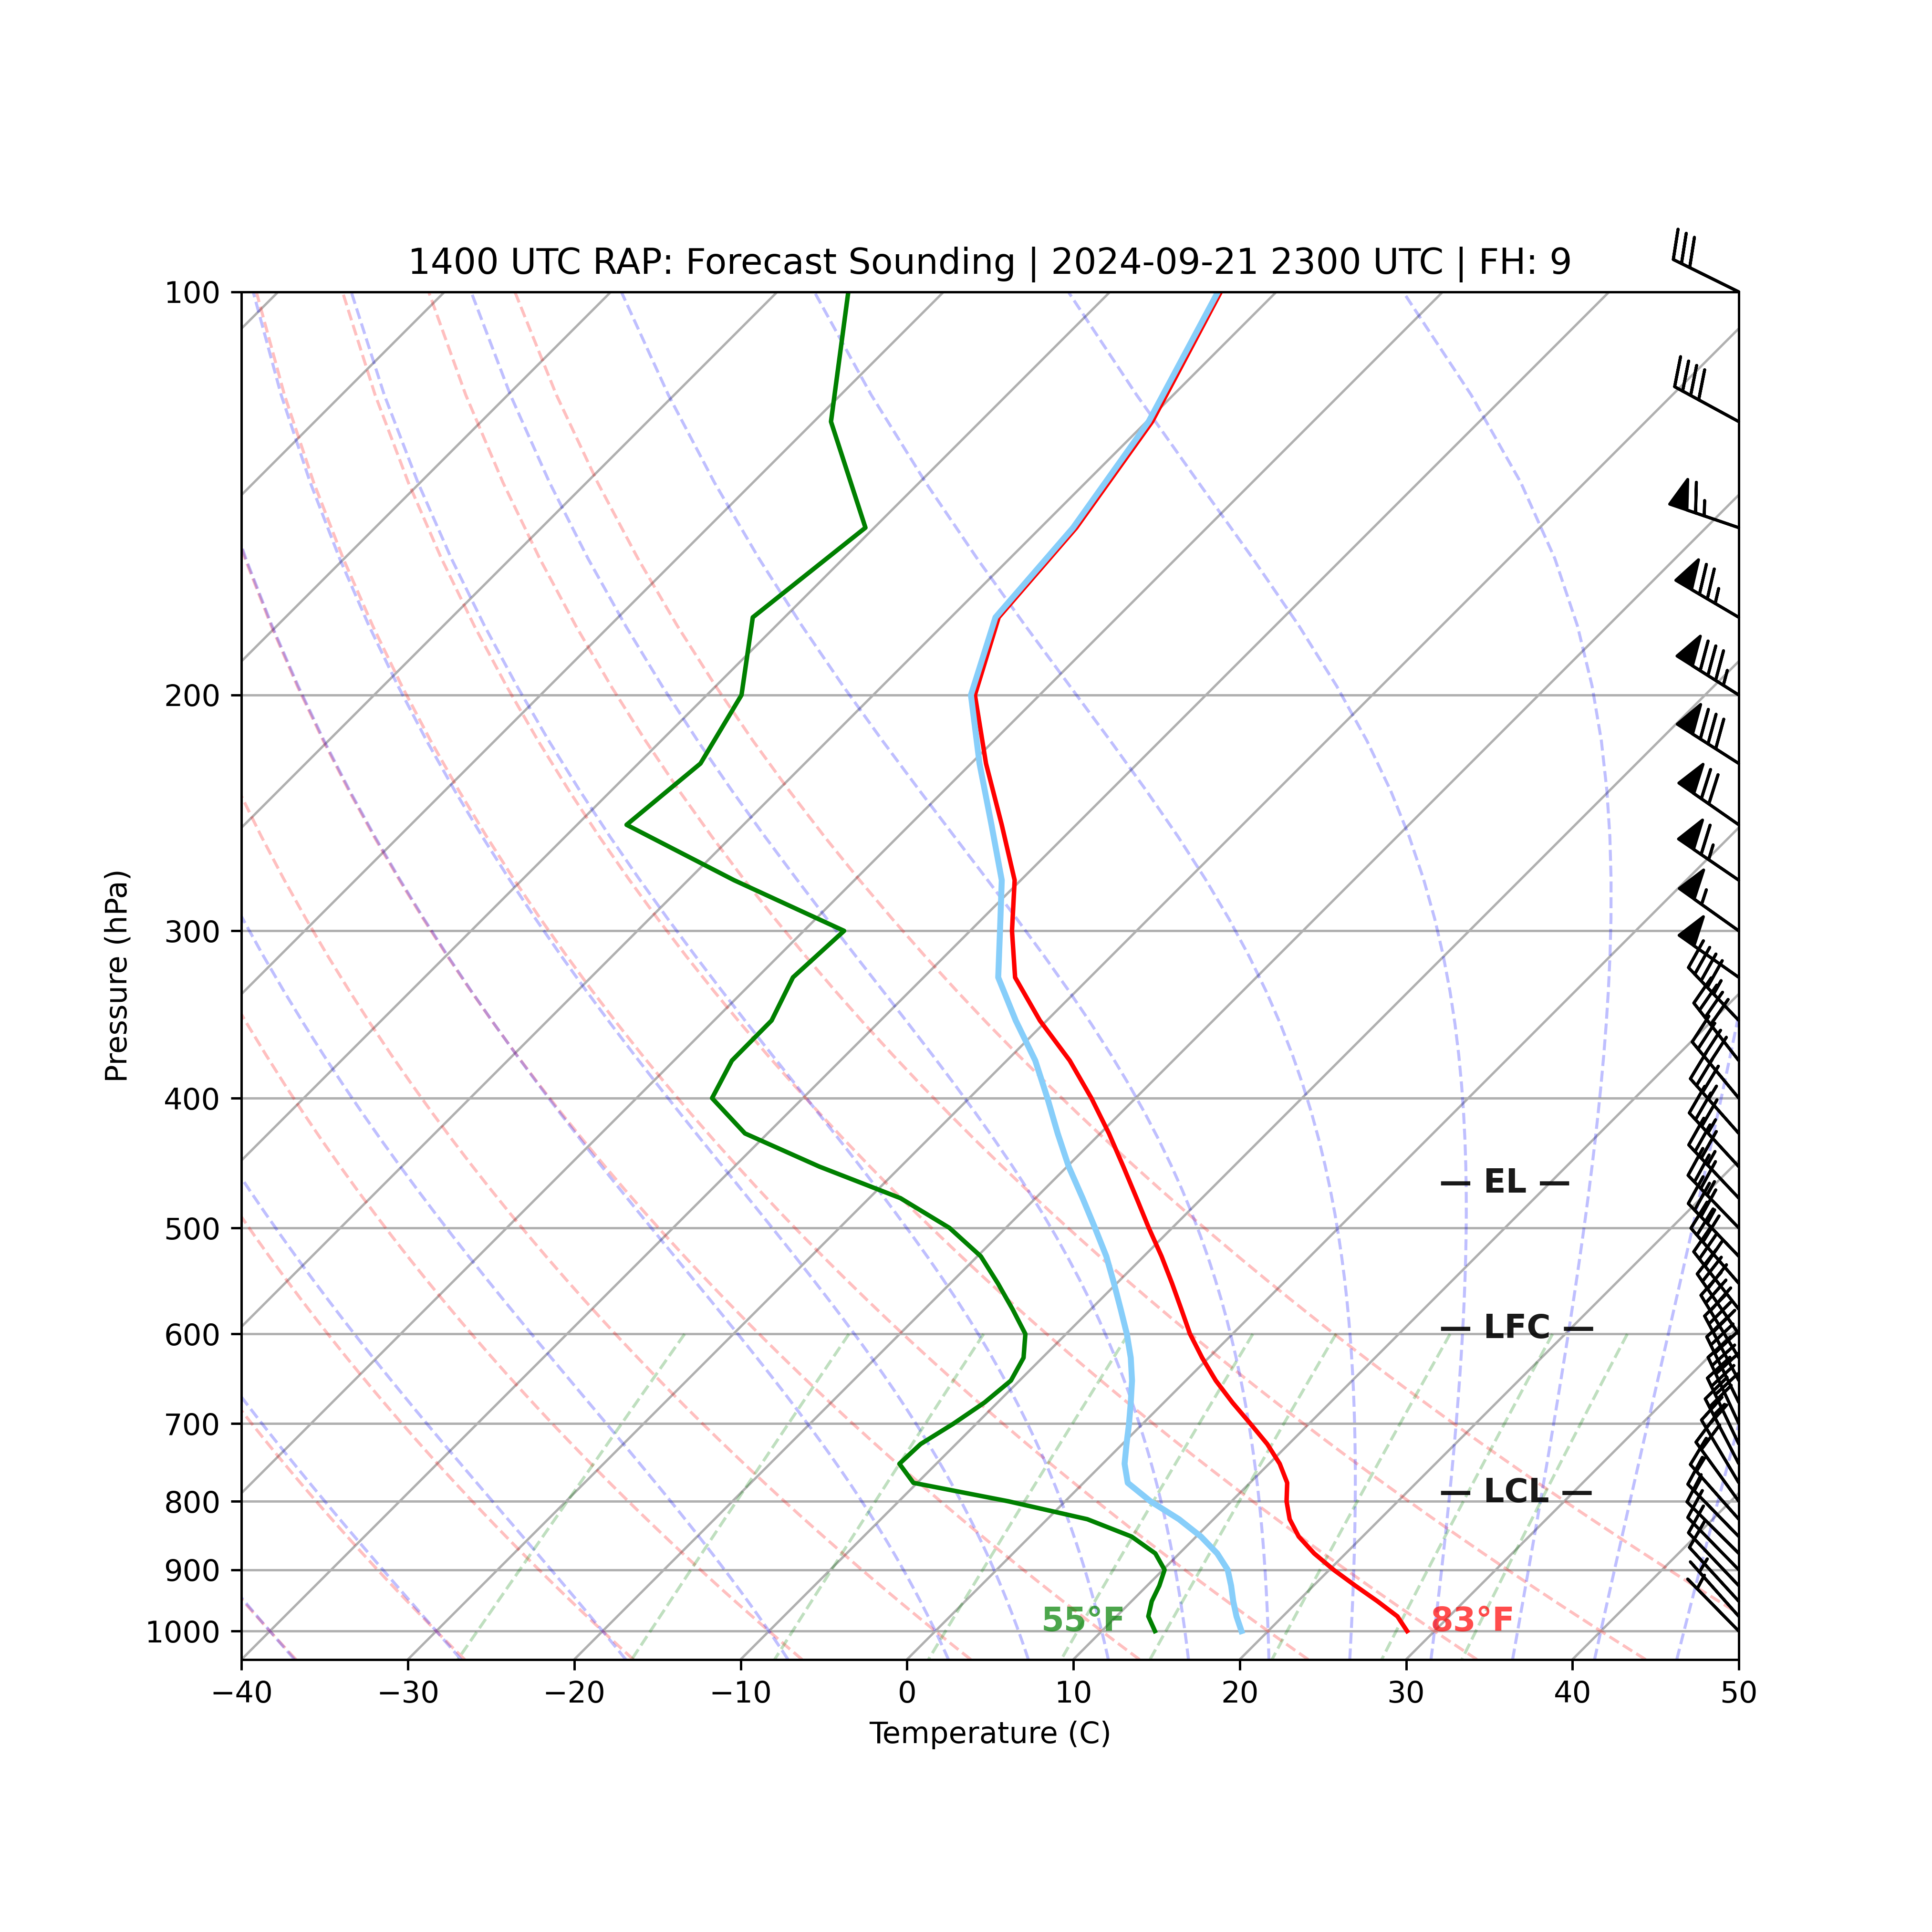 1400 UTC RAP: Forecast Sounding | 2024-09-21 2300 UTC | FH: 9
100
200
300
400
500
600
700
800
900
1000
Pressure (hPa)
— EL —
— LFC —
— LCL —
55°F
83°F
−40 −30 −20 −10 0 10 20 30 40 50
Temperature (C)